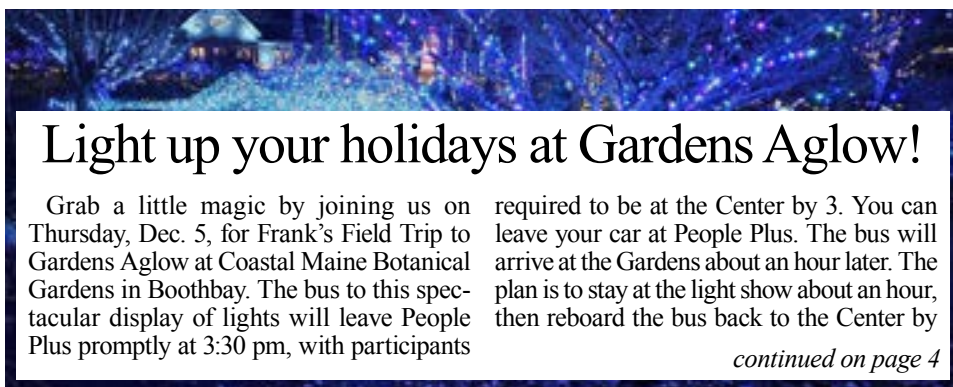 Light up your holidays at Gardens Aglow!
Grab a little magic by joining us on
Thursday, Dec. 5, for Frank’s Field Trip to
Gardens Aglow at Coastal Maine Botanical
Gardens in Boothbay. The bus to this spec-
tacular display of lights will leave People
Plus promptly at 3:30 pm, with participants
required to be at the Center by 3. You can
leave your car at People Plus. The bus will
arrive at the Gardens about an hour later. The
plan is to stay at the light show about an hour,
then reboard the bus back to the Center by
continued on page 4